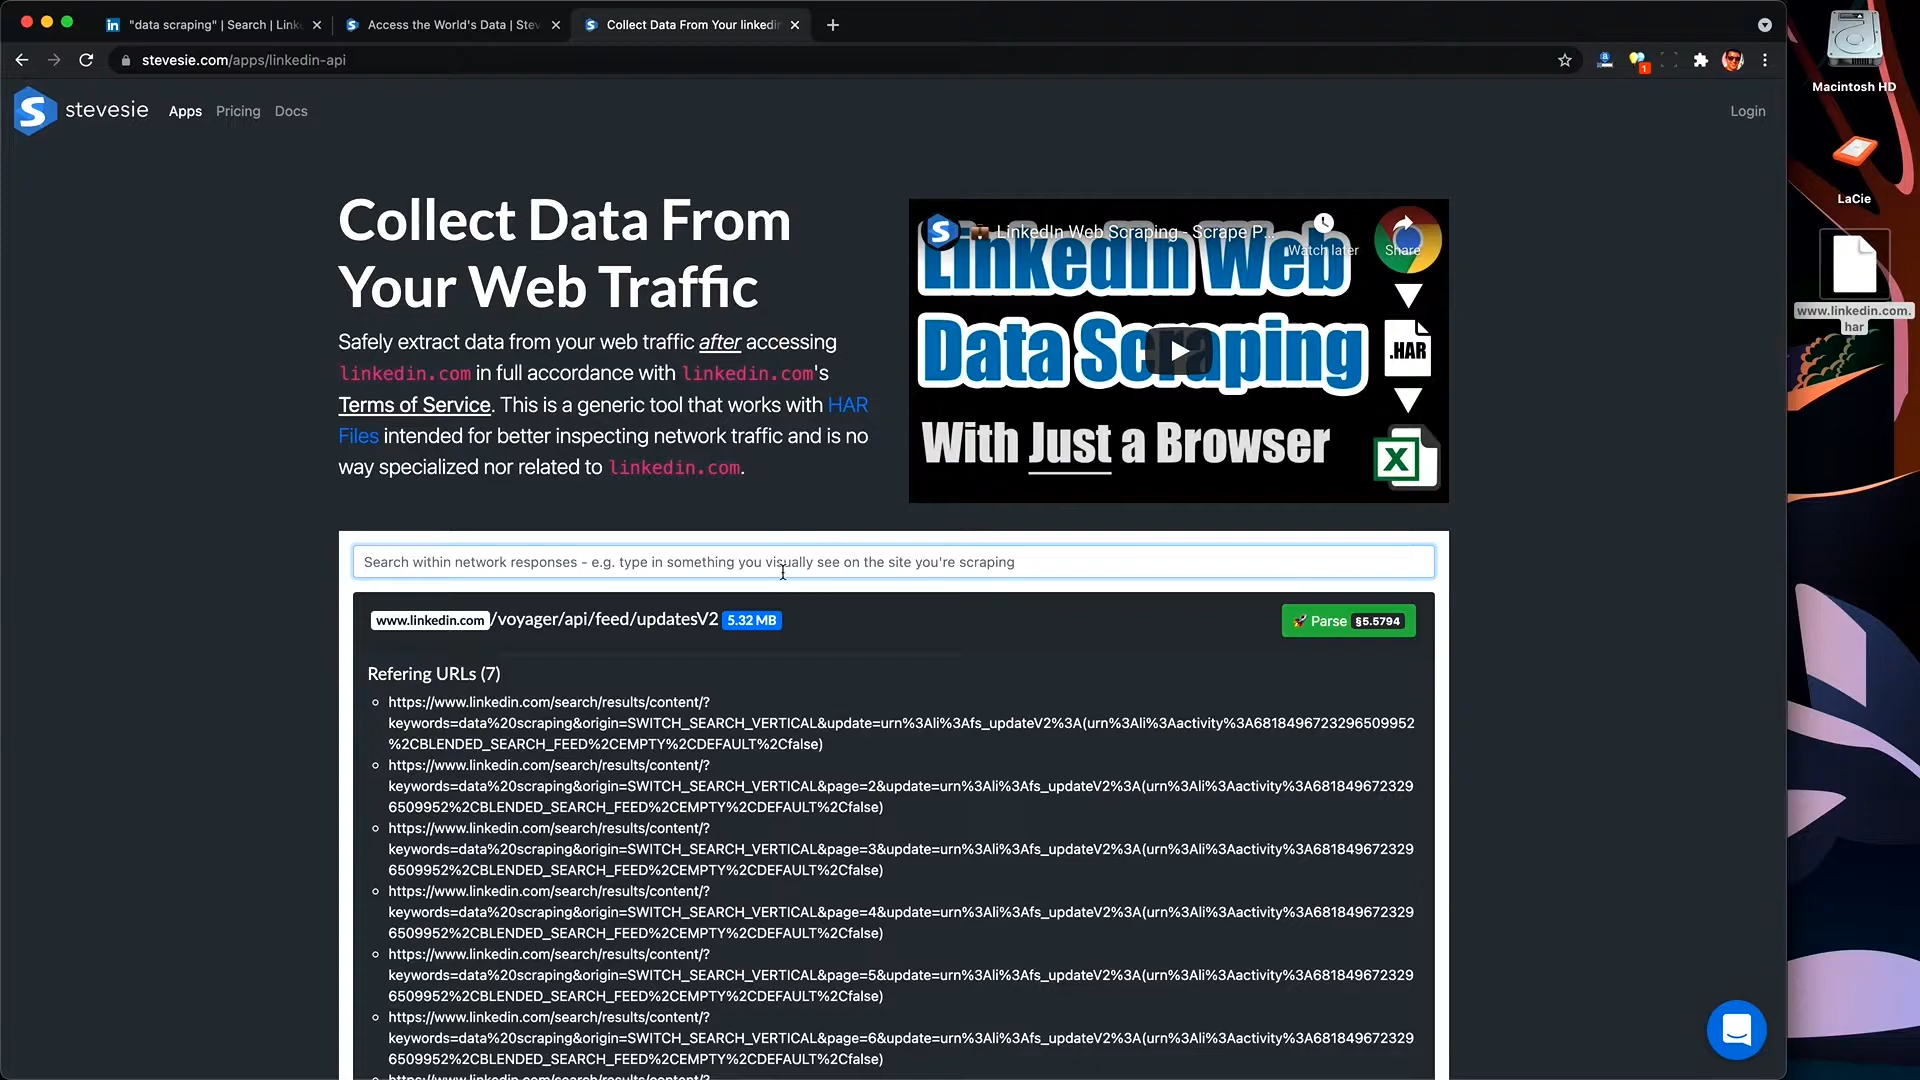 "data scraping" | Search | Link
Access the World's Data | Stev
Collect Data From Your linkedin
stevesie.com/apps/linkedin-api
1
Macintosh HD
LaCie
www.linkedin.com.
har
stevesie
Apps
Pricing
Docs
Login
Collect Data From
Your Web Traffic
Safely extract data from your web traffic after accessing
linkedin.com in full accordance with linkedin.com's
Terms of Service. This is a generic tool that works with HAR
Files intended for better inspecting network traffic and is no
way specialized nor related to linkedin.com.
LinkedIn Web Scraping - Scrape P...
Watch later
Share
LinkedIn Web
Data Scraping
With Just a Browser
.HAR
X
Search within network responses - e.g. type in something you visually see on the site you're scraping
www.linkedin.com/voyager/api/feed/updatesV2 5.32 MB
Parse §5.5794
Refering URLs (7)
https://www.linkedin.com/search/results/content/?
keywords=data%20scraping&origin=SWITCH_SEARCH_VERTICAL&update=urn%3Ali%3Afs_updateV2%3A(urn%3Ali%3Aactivity%3A6818496723296509952
%2CBLENDED_SEARCH_FEED%2CEMPTY%2CDEFAULT%2Cfalse)
https://www.linkedin.com/search/results/content/?
keywords=data%20scraping&origin=SWITCH_SEARCH_VERTICAL&page=2&update=urn%3Ali%3Afs_updateV2%3A(urn%3Ali%3Aactivity%3A681849672329
6509952%2CBLENDED_SEARCH_FEED%2CEMPTY%2CDEFAULT%2Cfalse)
https://www.linkedin.com/search/results/content/?
keywords=data%20scraping&origin=SWITCH_SEARCH_VERTICAL&page=3&update=urn%3Ali%3Afs_updateV2%3A(urn%3Ali%3Aactivity%3A681849672329
6509952%2CBLENDED_SEARCH_FEED%2CEMPTY%2CDEFAULT%2Cfalse)
https://www.linkedin.com/search/results/content/?
keywords=data%20scraping&origin=SWITCH_SEARCH_VERTICAL&page=4&update=urn%3Ali%3Afs_updateV2%3A(urn%3Ali%3Aactivity%3A681849672329
6509952%2CBLENDED_SEARCH_FEED%2CEMPTY%2CDEFAULT%2Cfalse)
https://www.linkedin.com/search/results/content/?
keywords=data%20scraping&origin=SWITCH_SEARCH_VERTICAL&page=5&update=urn%3Ali%3Afs_updateV2%3A(urn%3Ali%3Aactivity%3A681849672329
6509952%2CBLENDED_SEARCH_FEED%2CEMPTY%2CDEFAULT%2Cfalse)
https://www.linkedin.com/search/results/content/?
keywords=data%20scraping&origin=SWITCH_SEARCH_VERTICAL&page=6&update=urn%3Ali%3Afs_updateV2%3A(urn%3Ali%3Aactivity%3A681849672329
6509952%2CBLENDED_SEARCH_FEED%2CEMPTY%2CDEFAULT%2Cfalse)
https://www.linkedin.com/search/results/content/?